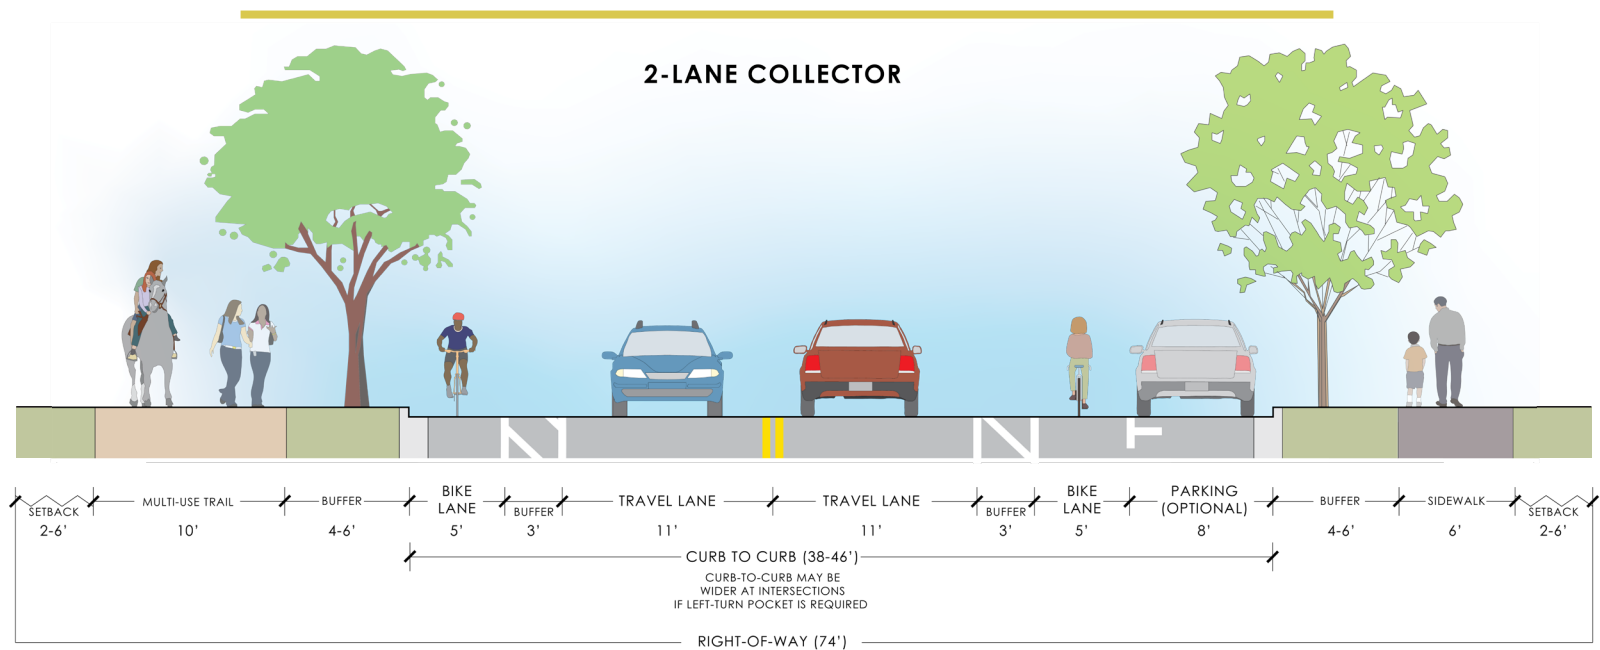 2-LANE COLLECTOR
SETBACK
2-6’
MULTI-USE TRAIL
10’
BUFFER
4-6’
BIKE
LANE
5’
BUFFER
3’
TRAVEL LANE
11’
TRAVEL LANE
11’
BUFFER
3’
BIKE
LANE
5’
PARKING
(OPTIONAL)
8’
BUFFER
4-6’
SIDEWALK
6’
SETBACK
2-6’
CURB TO CURB (38-46’)
CURB-TO-CURB MAY BE
WIDER AT INTERSECTIONS
IF LEFT-TURN POCKET IS REQUIRED
RIGHT-OF-WAY (74’)